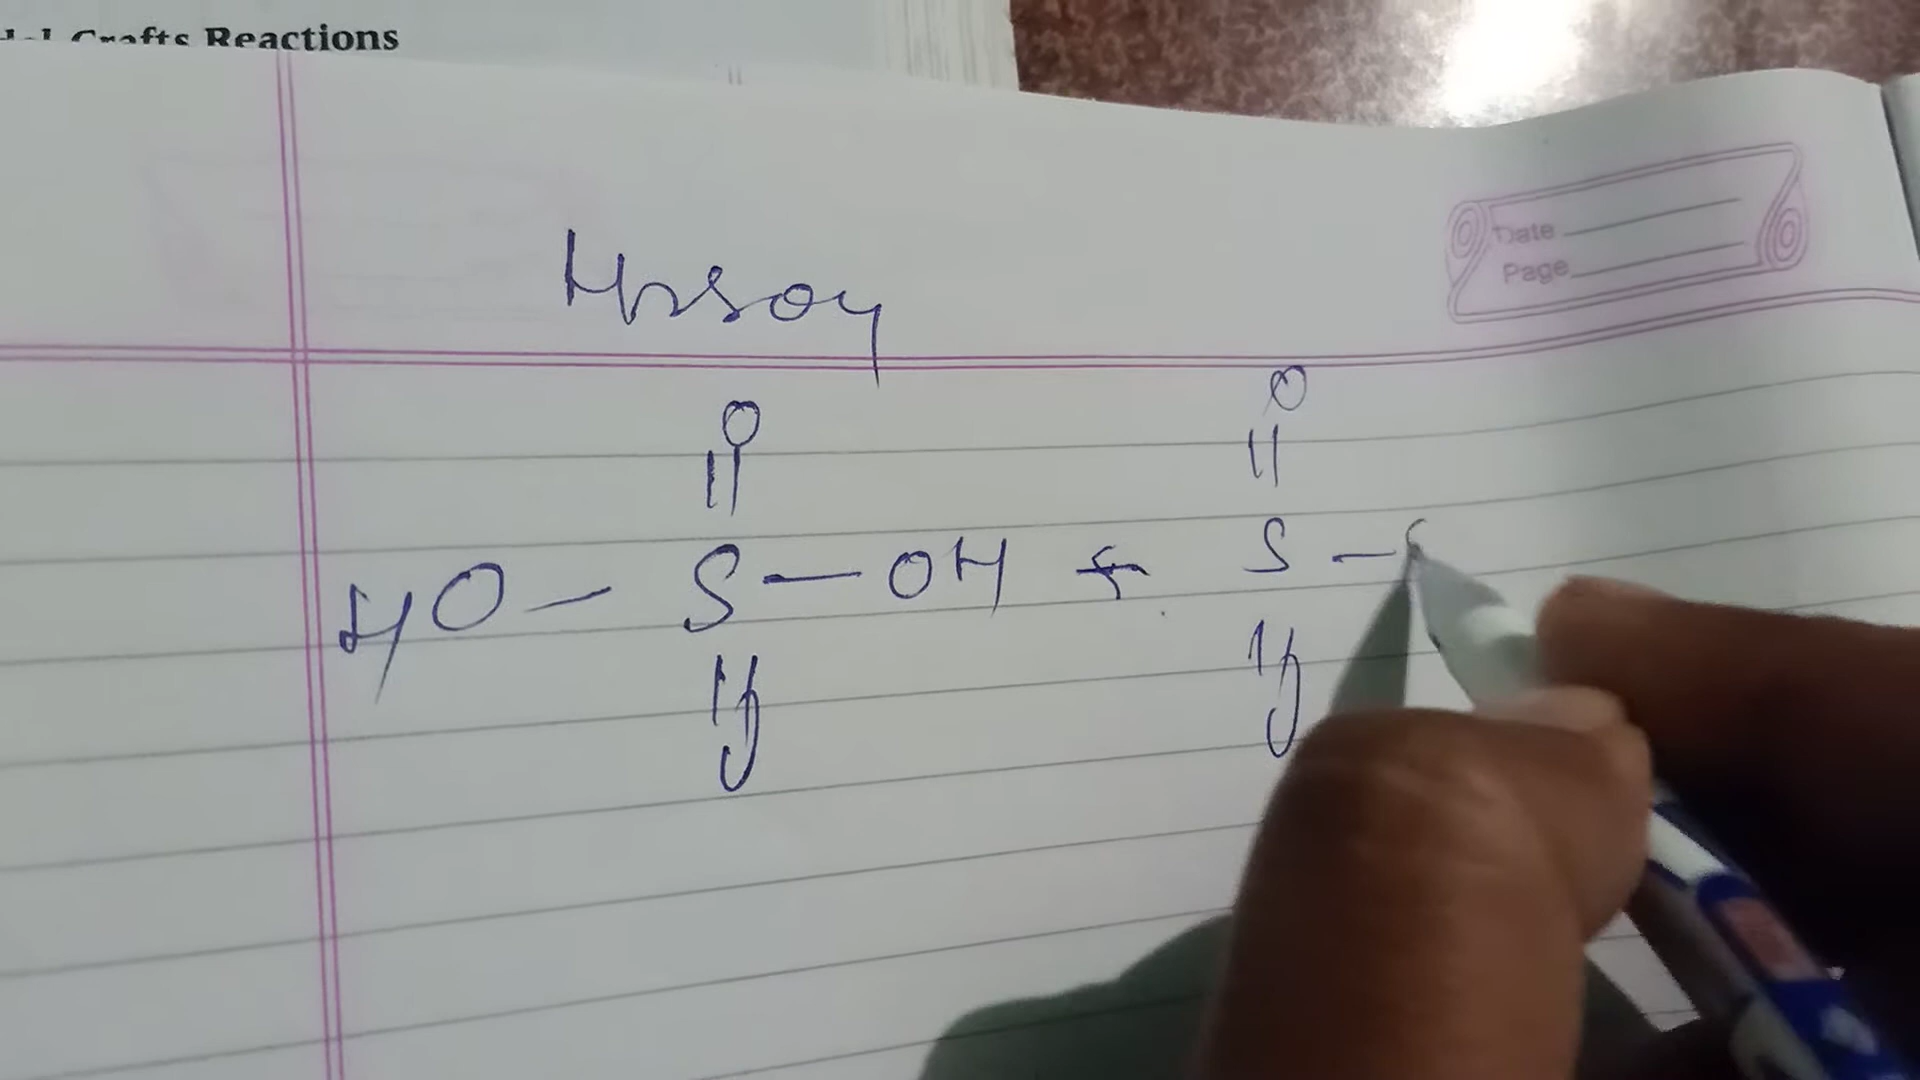 Crafts Reactions
H2SO4
Date
Page
O O
|| ||
HO - S - OH + S -
|| ||
O O